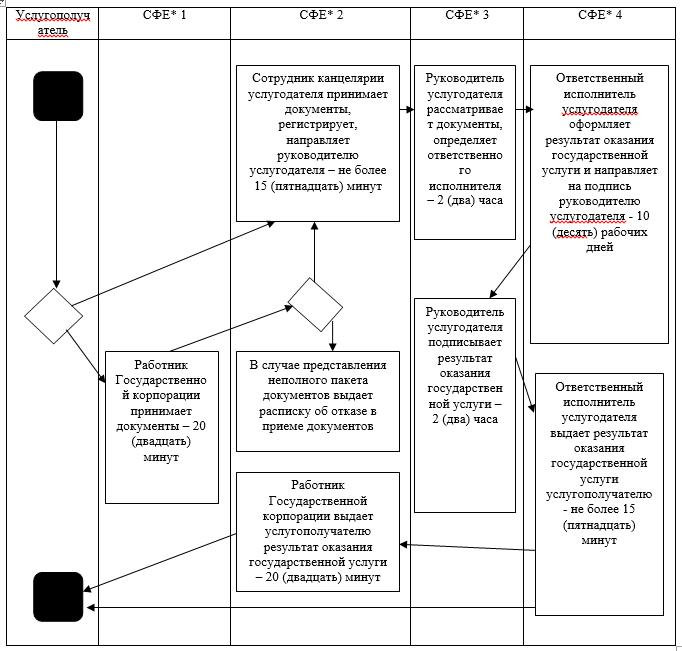 Услугополуч
атель
СФЕ* 1
СФЕ* 2
СФЕ* 3
СФЕ* 4
Сотрудник канцелярии
услугодателя принимает
документы,
регистрирует,
направляет
руководителю
услугодателя – не более
15 (пятнадцать) минут
Руководитель
услугодателя
рассматривае
т документы,
определяет
ответственно
го
исполнителя
– 2 (два) часа
Ответственный
исполнитель
услугодателя
оформляет
результат оказания
государственной
услуги и направляет
на подпись
руководителю
услугодателя - 10
(десять) рабочих
дней
Работник
Государственно
й корпорации
принимает
документы – 20
(двадцать)
минут
В случае представления
неполного пакета
документов выдает
расписку об отказе в
приеме документов
Руководитель
услугодателя
подписывает
результат
оказания
государствен
ной услуги –
2 (два) часа
Ответственный
исполнитель
услугодателя
выдает результат
оказания
государственной
услуги
услугополучателю
- не более 15
(пятнадцать)
минут
Работник
Государственной
корпорации выдает
услугополучателю
результат оказания
государственной услуги
– 20 (двадцать) минут